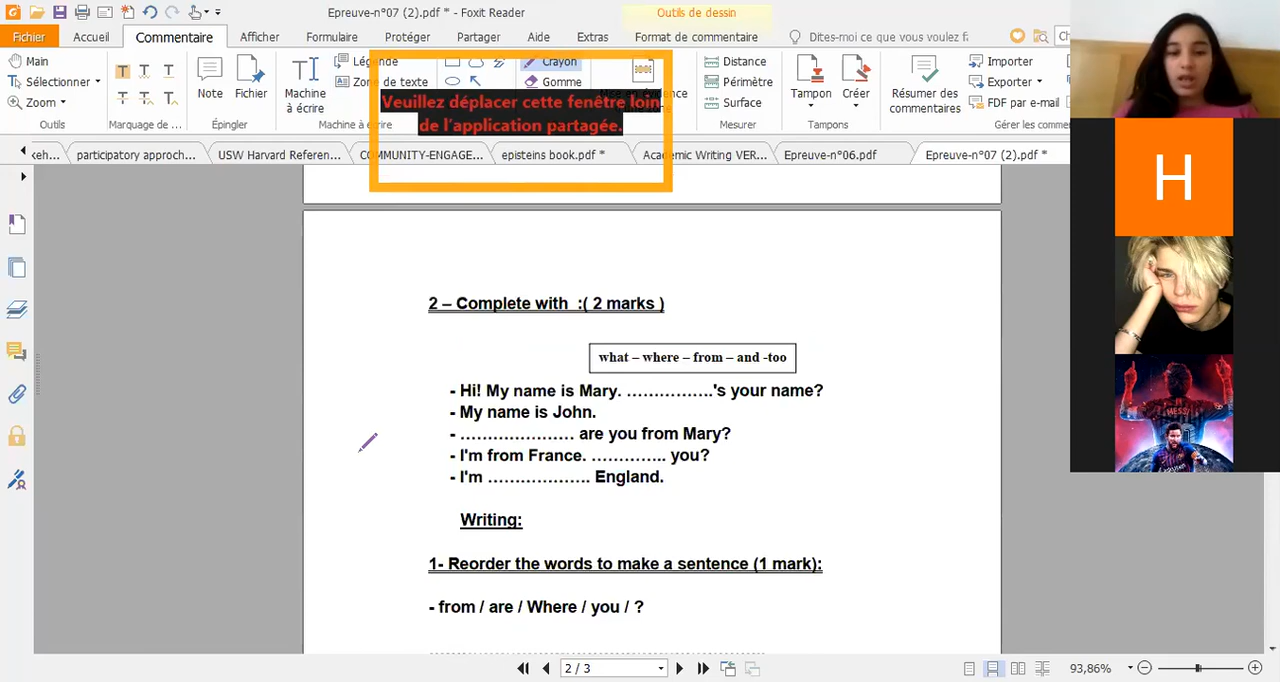 Epreuve-n°07 (2).pdf * - Foxit Reader
Outils de dessin
Fichier
Accueil
Commentaire
Afficher
Formulaire
Protéger
Partager
Aide
Extras
Format de commentaire
Dites-moi ce que vous voulez f
Main
Sélectionner
Zoom
Outils
Marquage de
Note
Fichier
Épingler
Machine
à écrire
Légende
Zone de texte
Machine à écrire
Crayon
Gomme
Distance
Périmètre
Surface
Mesurer
Tampon
Créer
Tampons
Résumer des
commentaires
Importer
Exporter
FDF par e-mail
Gérer les comme
Veuillez déplacer cette fenêtre loin
de l'application partagée.
participatory approch...
USW Harvard Referen...
COMMUNITY-ENGAGE...
episteins book.pdf *
Academic Writing VER...
Epreuve-n°06.pdf
Epreuve-n°07 (2).pdf *
2 – Complete with :( 2 marks )
what – where – from – and -too
- Hi! My name is Mary. ……………..'s your name?
- My name is John.
- ………………… are you from Mary?
- I'm from France. ………….. you?
- I'm ………………. England.
Writing:
1- Reorder the words to make a sentence (1 mark):
- from / are / Where / you / ?
2 / 3
93,86%
H
MESSI